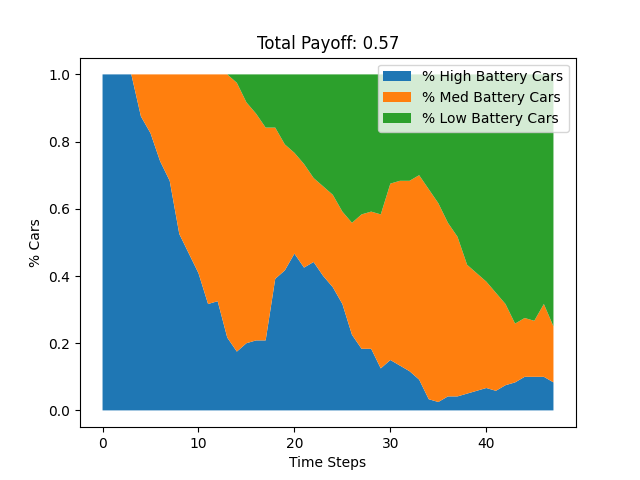 Total Payoff: 0.57
% High Battery Cars
% Med Battery Cars
% Low Battery Cars
1.0
0.8
0.6
0.4
0.2
0.0
% Cars
0 10 20 30 40
Time Steps